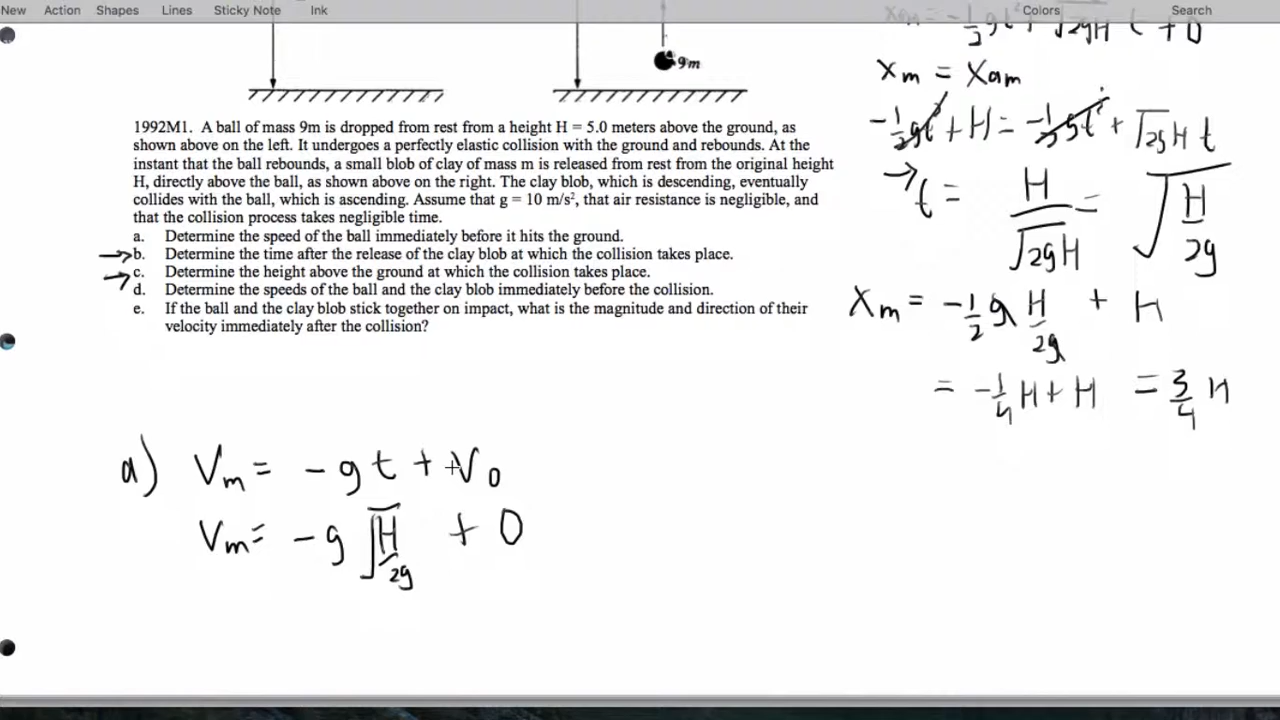 New Action Shapes Lines Sticky Note Ink Colors Search
9m
1992M1. A ball of mass 9m is dropped from rest from a height H = 5.0 meters above the ground, as
shown above on the left. It undergoes a perfectly elastic collision with the ground and rebounds. At the
instant that the ball rebounds, a small blob of clay of mass m is released from rest from the original height
H, directly above the ball, as shown above on the right. The clay blob, which is descending, eventually
collides with the ball, which is ascending. Assume that g = 10 m/s², that air resistance is negligible, and
that the collision process takes negligible time.
a. Determine the speed of the ball immediately before it hits the ground.
b. Determine the time after the release of the clay blob at which the collision takes place.
c. Determine the height above the ground at which the collision takes place.
d. Determine the speeds of the ball and the clay blob immediately before the collision.
e. If the ball and the clay blob stick together on impact, what is the magnitude and direction of their
velocity immediately after the collision?
a) Vm = -gt + V0
Vm = -g √(H/2g) + 0
Xm = X9m
-1/2gt² + H = -1/2gt² + √2gH t
→ t = H/√2gH = √(H/2g)
Xm = -1/2 g H/2g + H
= -1/4 H + H = 3/4 H